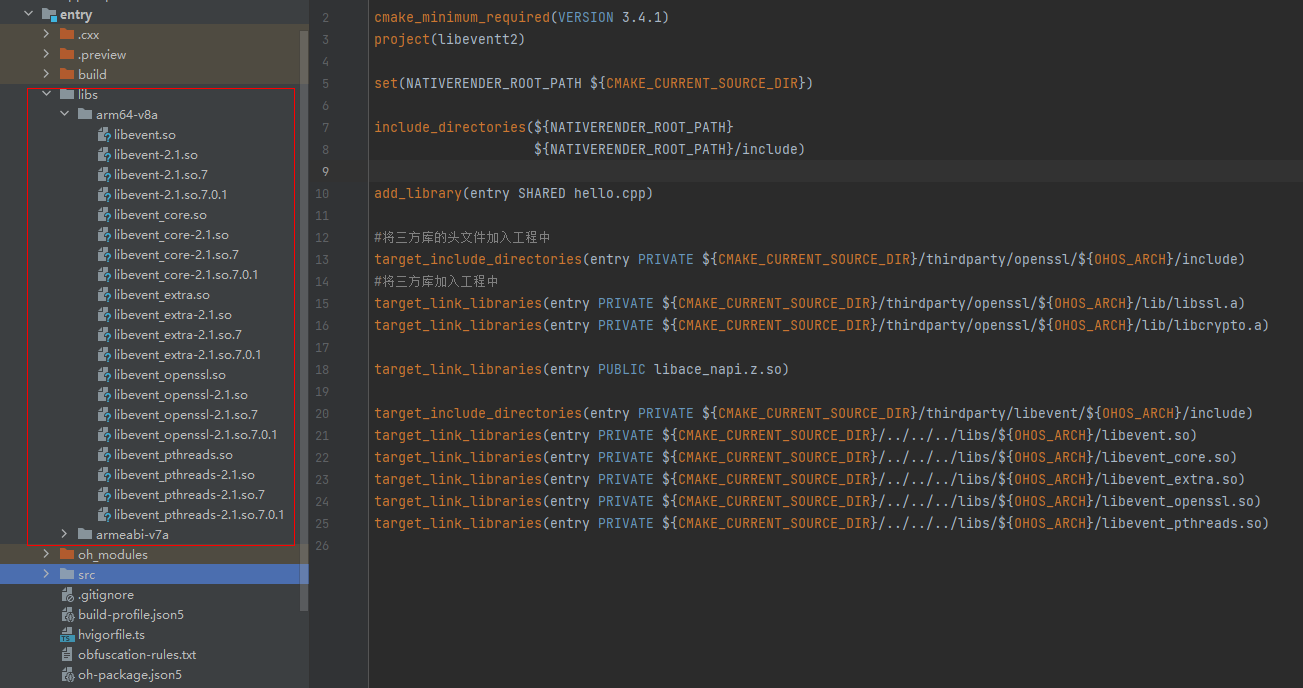 entry
.cxx
.preview
build
libs
arm64-v8a
libevent.so
libevent-2.1.so
libevent-2.1.so.7
libevent-2.1.so.7.0.1
libevent_core.so
libevent_core-2.1.so
libevent_core-2.1.so.7
libevent_core-2.1.so.7.0.1
libevent_extra.so
libevent_extra-2.1.so
libevent_extra-2.1.so.7
libevent_extra-2.1.so.7.0.1
libevent_openssl.so
libevent_openssl-2.1.so
libevent_openssl-2.1.so.7
libevent_openssl-2.1.so.7.0.1
libevent_pthreads.so
libevent_pthreads-2.1.so
libevent_pthreads-2.1.so.7
libevent_pthreads-2.1.so.7.0.1
armeabi-v7a
oh_modules
src
.gitignore
build-profile.json5
hvigorfile.ts
obfuscation-rules.txt
oh-package.json5
2 cmake_minimum_required(VERSION 3.4.1)
3 project(libeventt2)
4
5 set(NATIVERENDER_ROOT_PATH ${CMAKE_CURRENT_SOURCE_DIR})
6
7 include_directories(${NATIVERENDER_ROOT_PATH}
8 ${NATIVERENDER_ROOT_PATH}/include)
9
10 add_library(entry SHARED hello.cpp)
11
12 #将三方库的头文件加入工程中
13 target_include_directories(entry PRIVATE ${CMAKE_CURRENT_SOURCE_DIR}/thirdparty/openssl/${OHOS_ARCH}/include)
14 #将三方库加入工程中
15 target_link_libraries(entry PRIVATE ${CMAKE_CURRENT_SOURCE_DIR}/thirdparty/openssl/${OHOS_ARCH}/lib/libssl.a)
16 target_link_libraries(entry PRIVATE ${CMAKE_CURRENT_SOURCE_DIR}/thirdparty/openssl/${OHOS_ARCH}/lib/libcrypto.a)
17
18 target_link_libraries(entry PUBLIC libace_napi.z.so)
19
20 target_include_directories(entry PRIVATE ${CMAKE_CURRENT_SOURCE_DIR}/thirdparty/libevent/${OHOS_ARCH}/include)
21 target_link_libraries(entry PRIVATE ${CMAKE_CURRENT_SOURCE_DIR}/../../../libs/${OHOS_ARCH}/libevent.so)
22 target_link_libraries(entry PRIVATE ${CMAKE_CURRENT_SOURCE_DIR}/../../../libs/${OHOS_ARCH}/libevent_core.so)
23 target_link_libraries(entry PRIVATE ${CMAKE_CURRENT_SOURCE_DIR}/../../../libs/${OHOS_ARCH}/libevent_extra.so)
24 target_link_libraries(entry PRIVATE ${CMAKE_CURRENT_SOURCE_DIR}/../../../libs/${OHOS_ARCH}/libevent_openssl.so)
25 target_link_libraries(entry PRIVATE ${CMAKE_CURRENT_SOURCE_DIR}/../../../libs/${OHOS_ARCH}/libevent_pthreads.so)
26